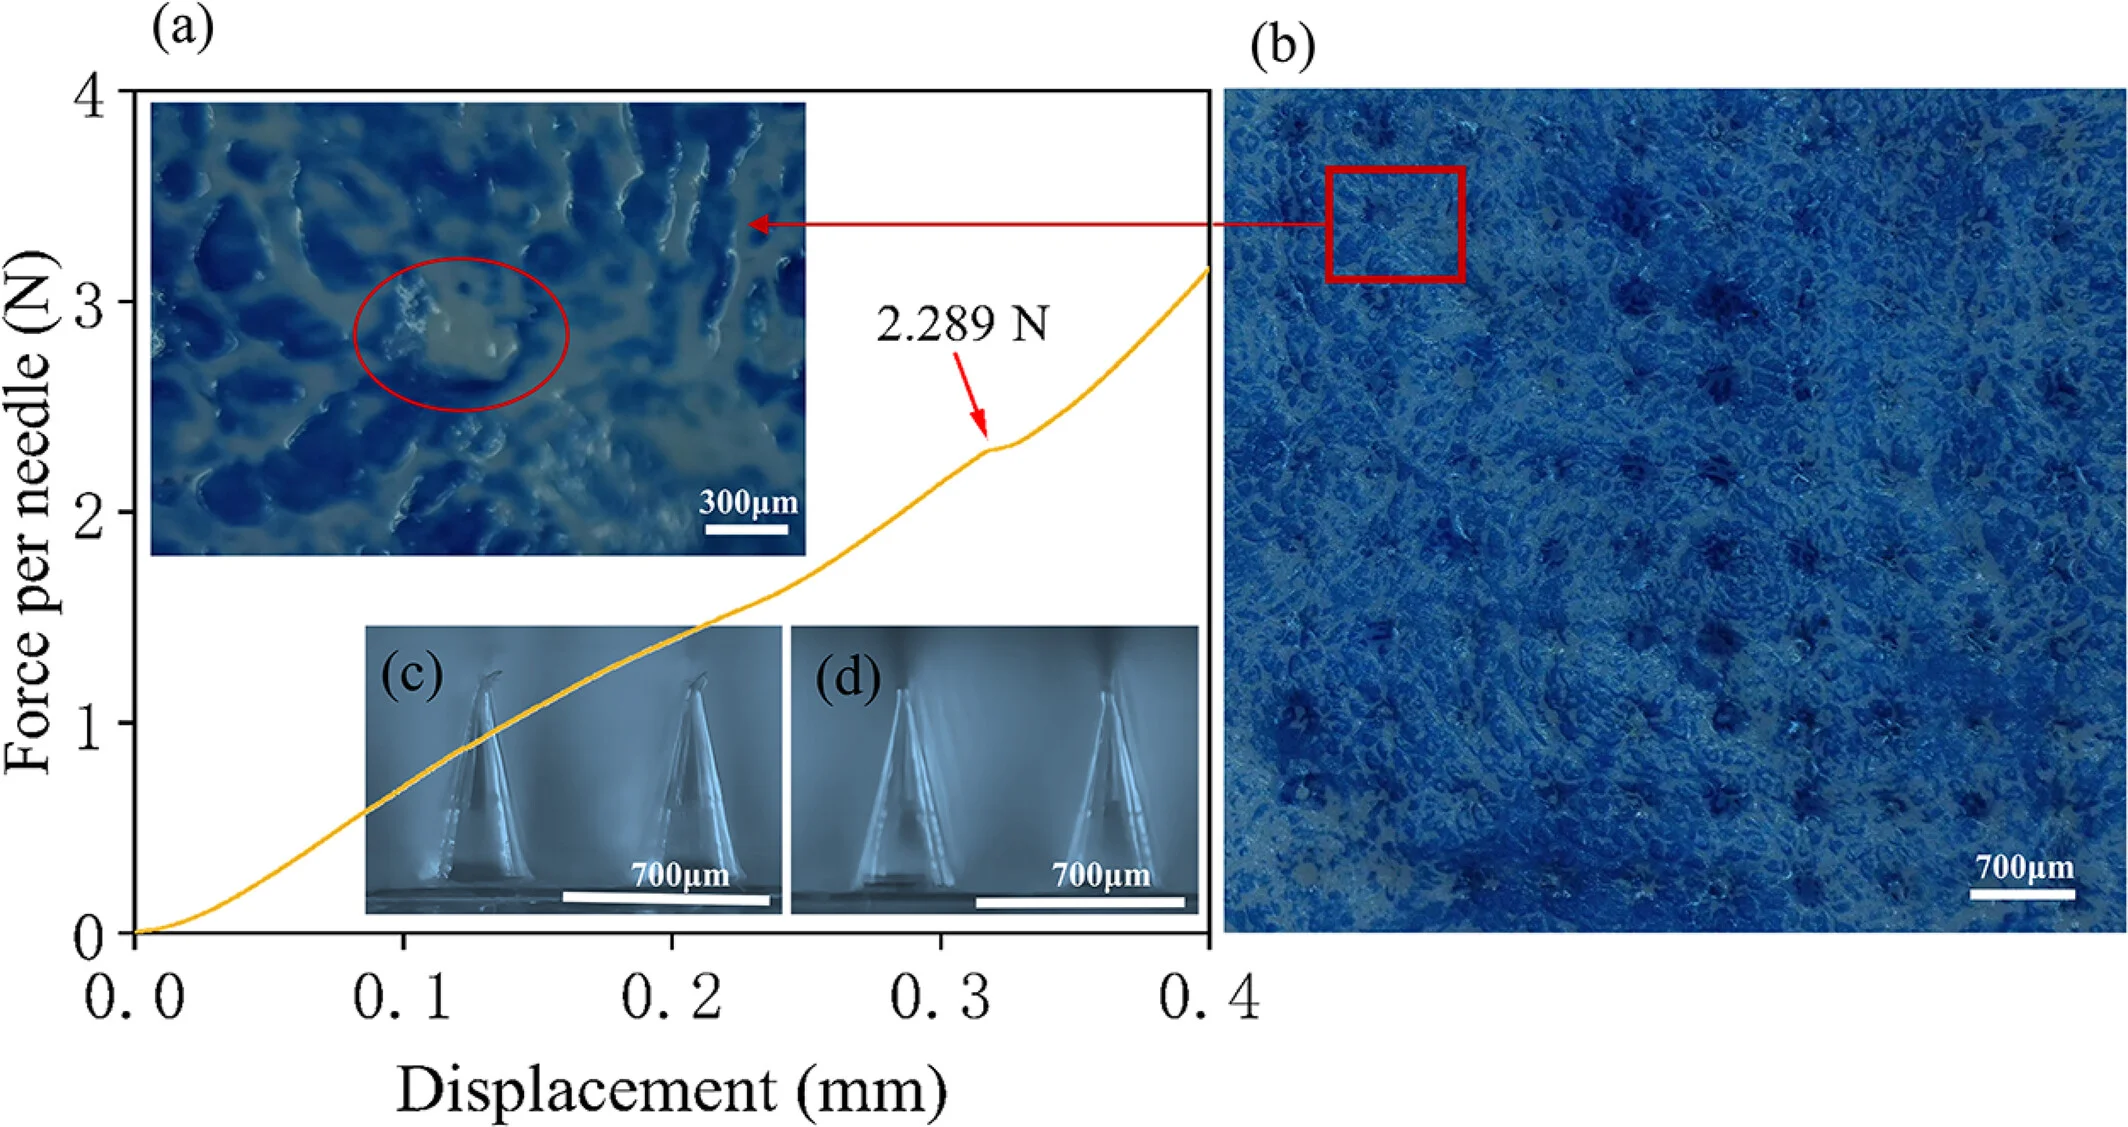 (a)
(b)
4
3
2
1
0
Force per needle (N)
300μm
2.289 N
(c)
700μm
(d)
700μm
700μm
0.0
0.1
0.2
0.3
0.4
Displacement (mm)